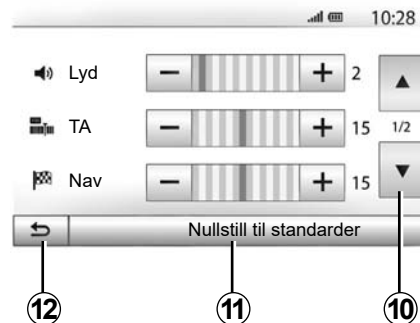 10:28
Lyd 2
TA 15 1/2
Nav 15
Nullstill til standarder
12 11 10